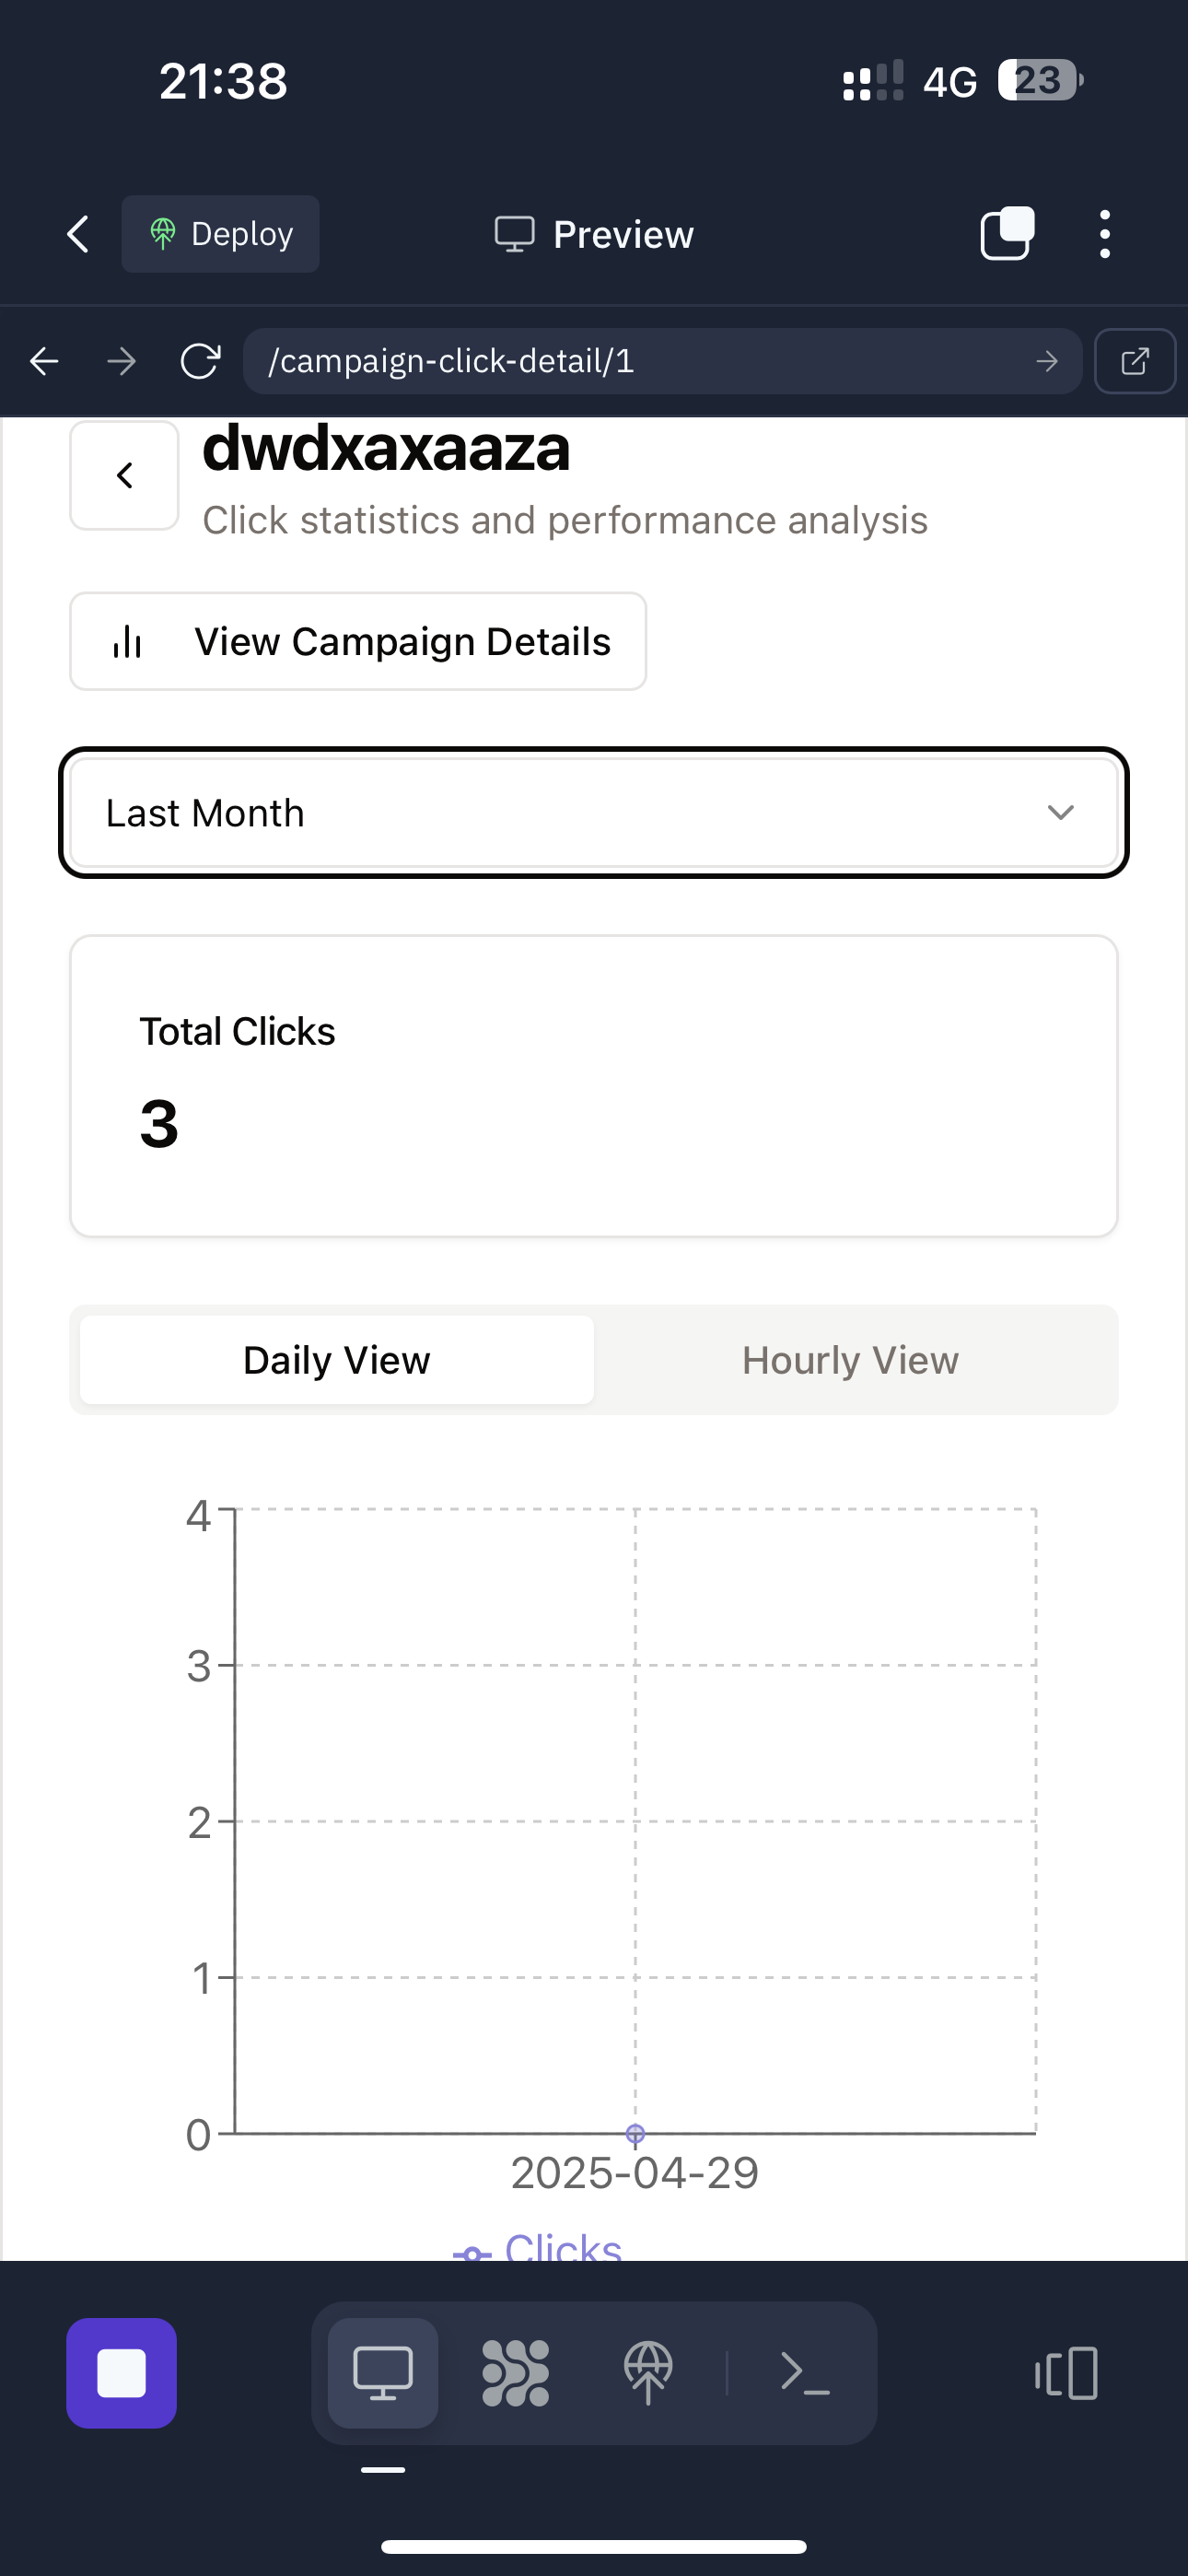 21:38
4G
23
Deploy
Preview
/campaign-click-detail/1
dwdxaxaaza
Click statistics and performance analysis
View Campaign Details
Last Month
Total Clicks
3
Daily View
Hourly View
4
3
2
1
0
2025-04-29
Clicks